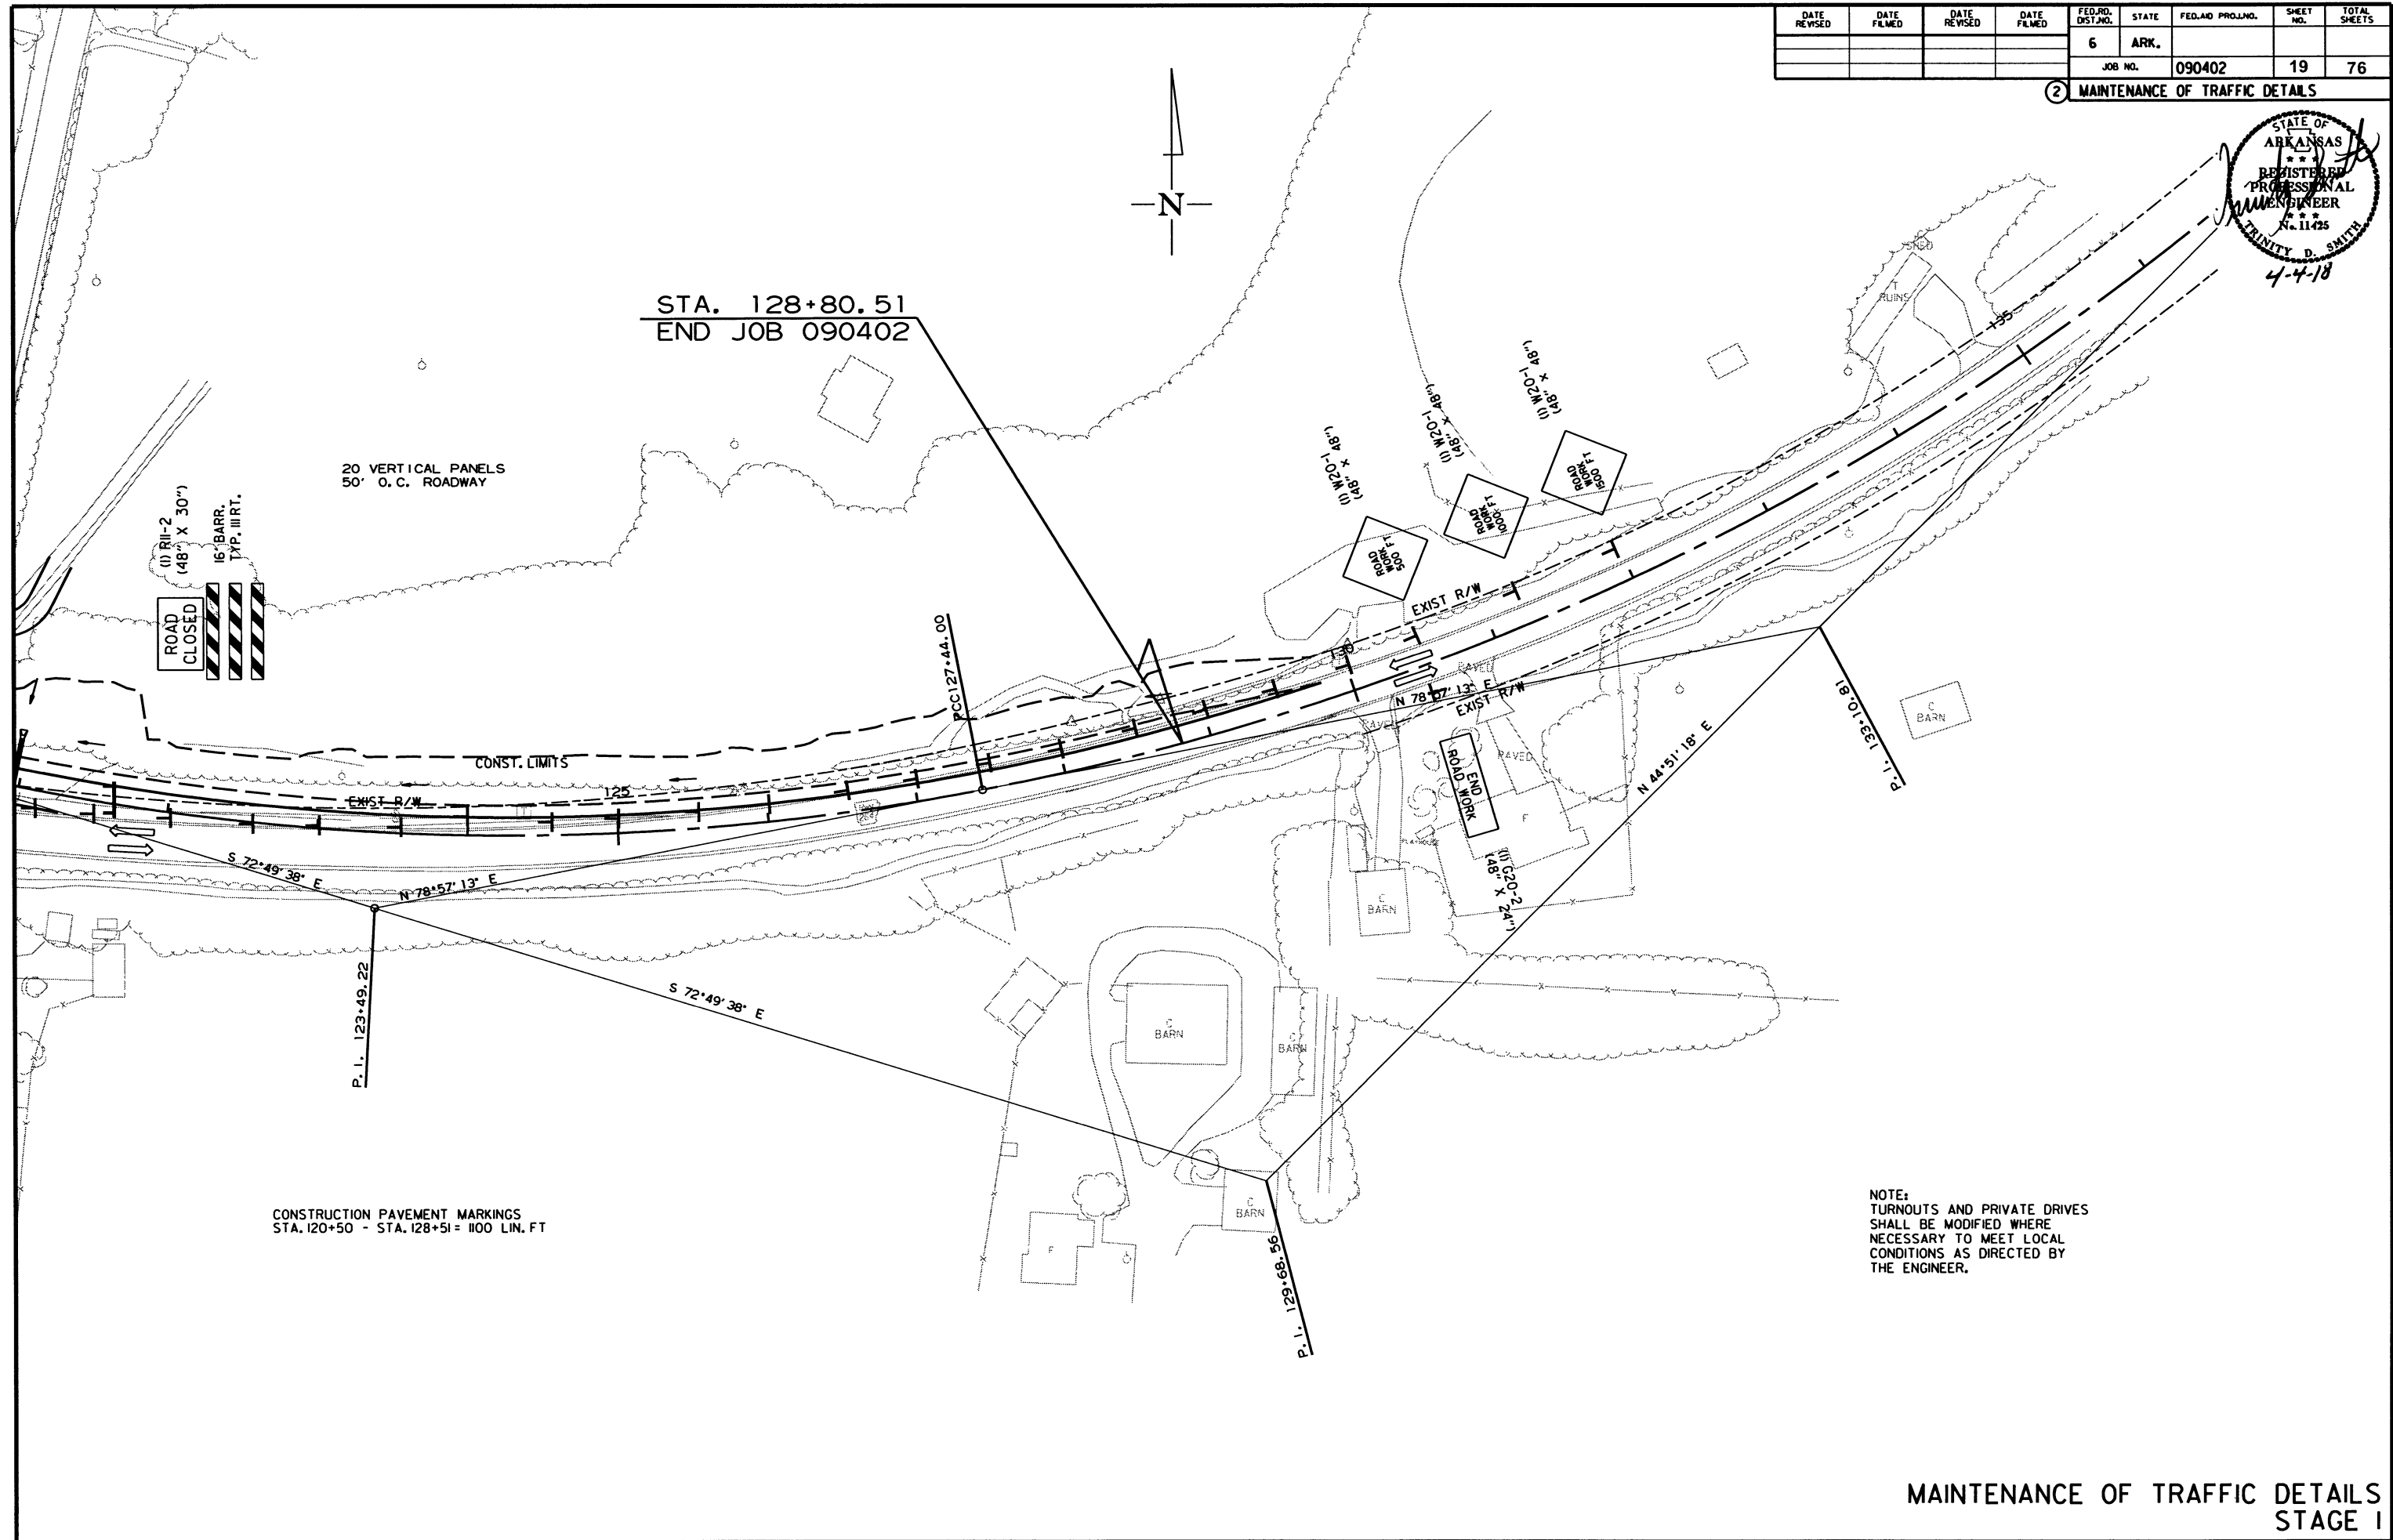 DATE REVISED
DATE FILMED
DATE REVISED
DATE FILMED
FED.RD. DIST.NO.
STATE
FED.AID PROJ.NO.
SHEET NO.
TOTAL SHEETS
6
ARK.
JOB NO.
090402
19
76
2
MAINTENANCE OF TRAFFIC DETAILS
STATE OF
ARKANSAS
★ ★ ★
REGISTERED
PROFESSIONAL
ENGINEER
★ ★ ★
No. 11425
TRINITY D. SMITH
4-4-18
N
STA. 128+80.51
END JOB 090402
20 VERTICAL PANELS
50' O.C. ROADWAY
(1) R11-2
(48" X 30")
16' BARR.
TYP. III RT.
ROAD
CLOSED
(1) W20-1
(48" X 48")
(1) W20-1
(48" X 48")
(1) W20-1
(48" X 48")
ROAD
WORK
500 FT
ROAD
WORK
1000 FT
ROAD
WORK
1500 FT
SHED
T
RUINS
135
EXIST R/W
130
PCC127+44.00
CONST. LIMITS
EXIST R/W
125
PAVED
N 78°57'13" E
EXIST R/W
PAVED
PAVED
END
ROAD WORK
F
(1) G20-2
(48" X 24")
N 44°51'18" E
P.I. 133+10.81
C
BARN
S 72°49'38" E
N 78°57'13" E
P.I. 123+49.22
S 72°49'38" E
C
BARN
C
BARN
C
BARN
C
BARN
F
P.I. 129+68.56
CONSTRUCTION PAVEMENT MARKINGS
STA. 120+50 - STA. 128+51 = 1100 LIN. FT
NOTE:
TURNOUTS AND PRIVATE DRIVES
SHALL BE MODIFIED WHERE
NECESSARY TO MEET LOCAL
CONDITIONS AS DIRECTED BY
THE ENGINEER.
MAINTENANCE OF TRAFFIC DETAILS
STAGE 1